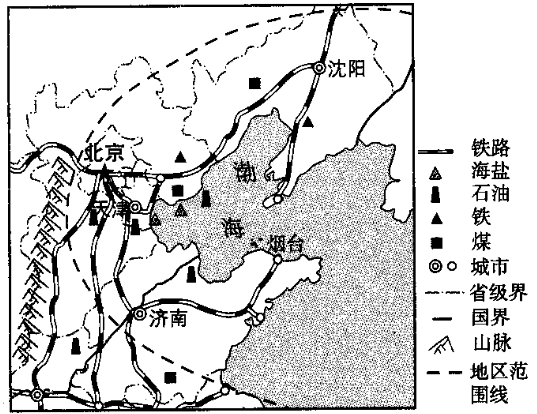 沈阳
北京
渤
天津
海
烟台
济南
铁路
海盐
石油
铁
煤
城市
省级界
国界
山脉
地区范
围线